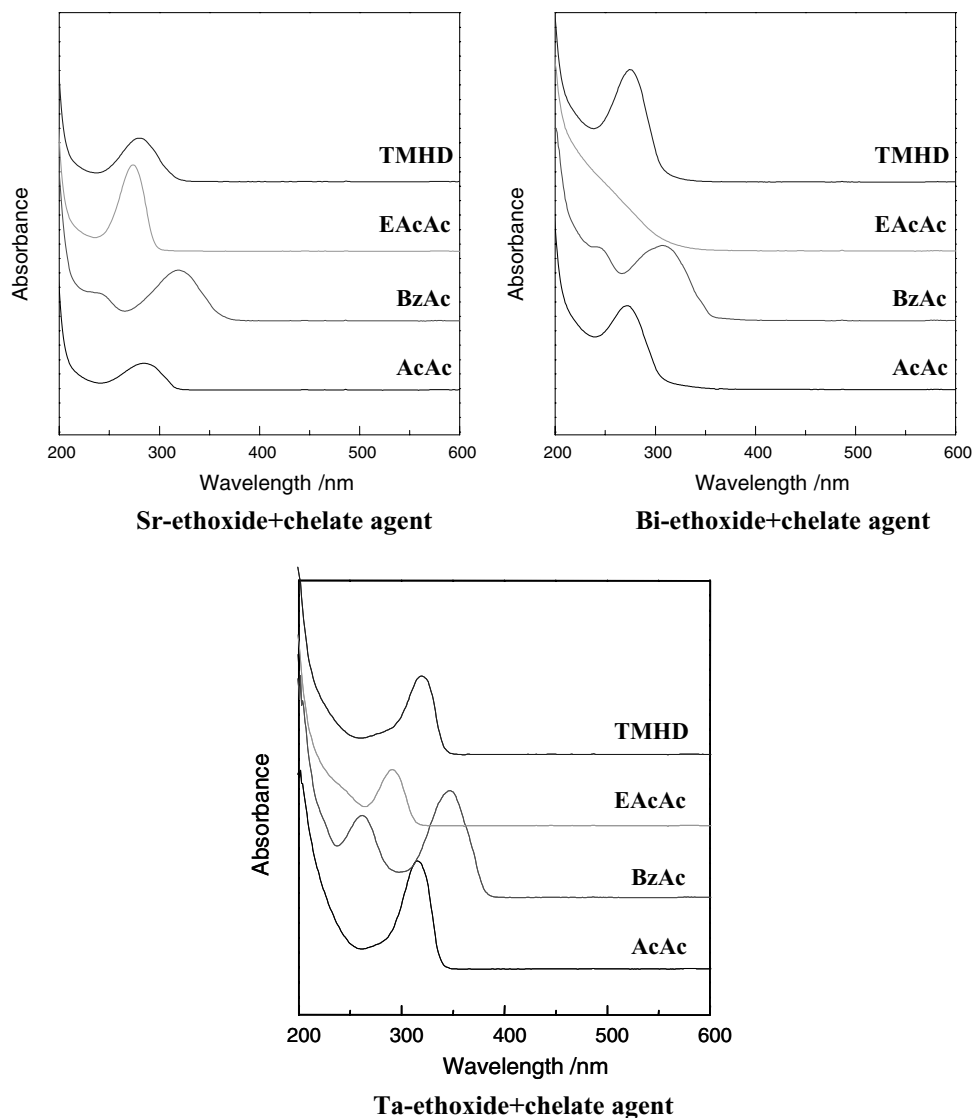 Absorbance
TMHD
EAcAc
BzAc
AcAc
200 300 400 500 600
Wavelength /nm
Sr-ethoxide+chelate agent
Absorbance
TMHD
EAcAc
BzAc
AcAc
200 300 400 500 600
Wavelength /nm
Bi-ethoxide+chelate agent
Absorbance
TMHD
EAcAc
BzAc
AcAc
200 300 400 500 600
Wavelength /nm
Ta-ethoxide+chelate agent